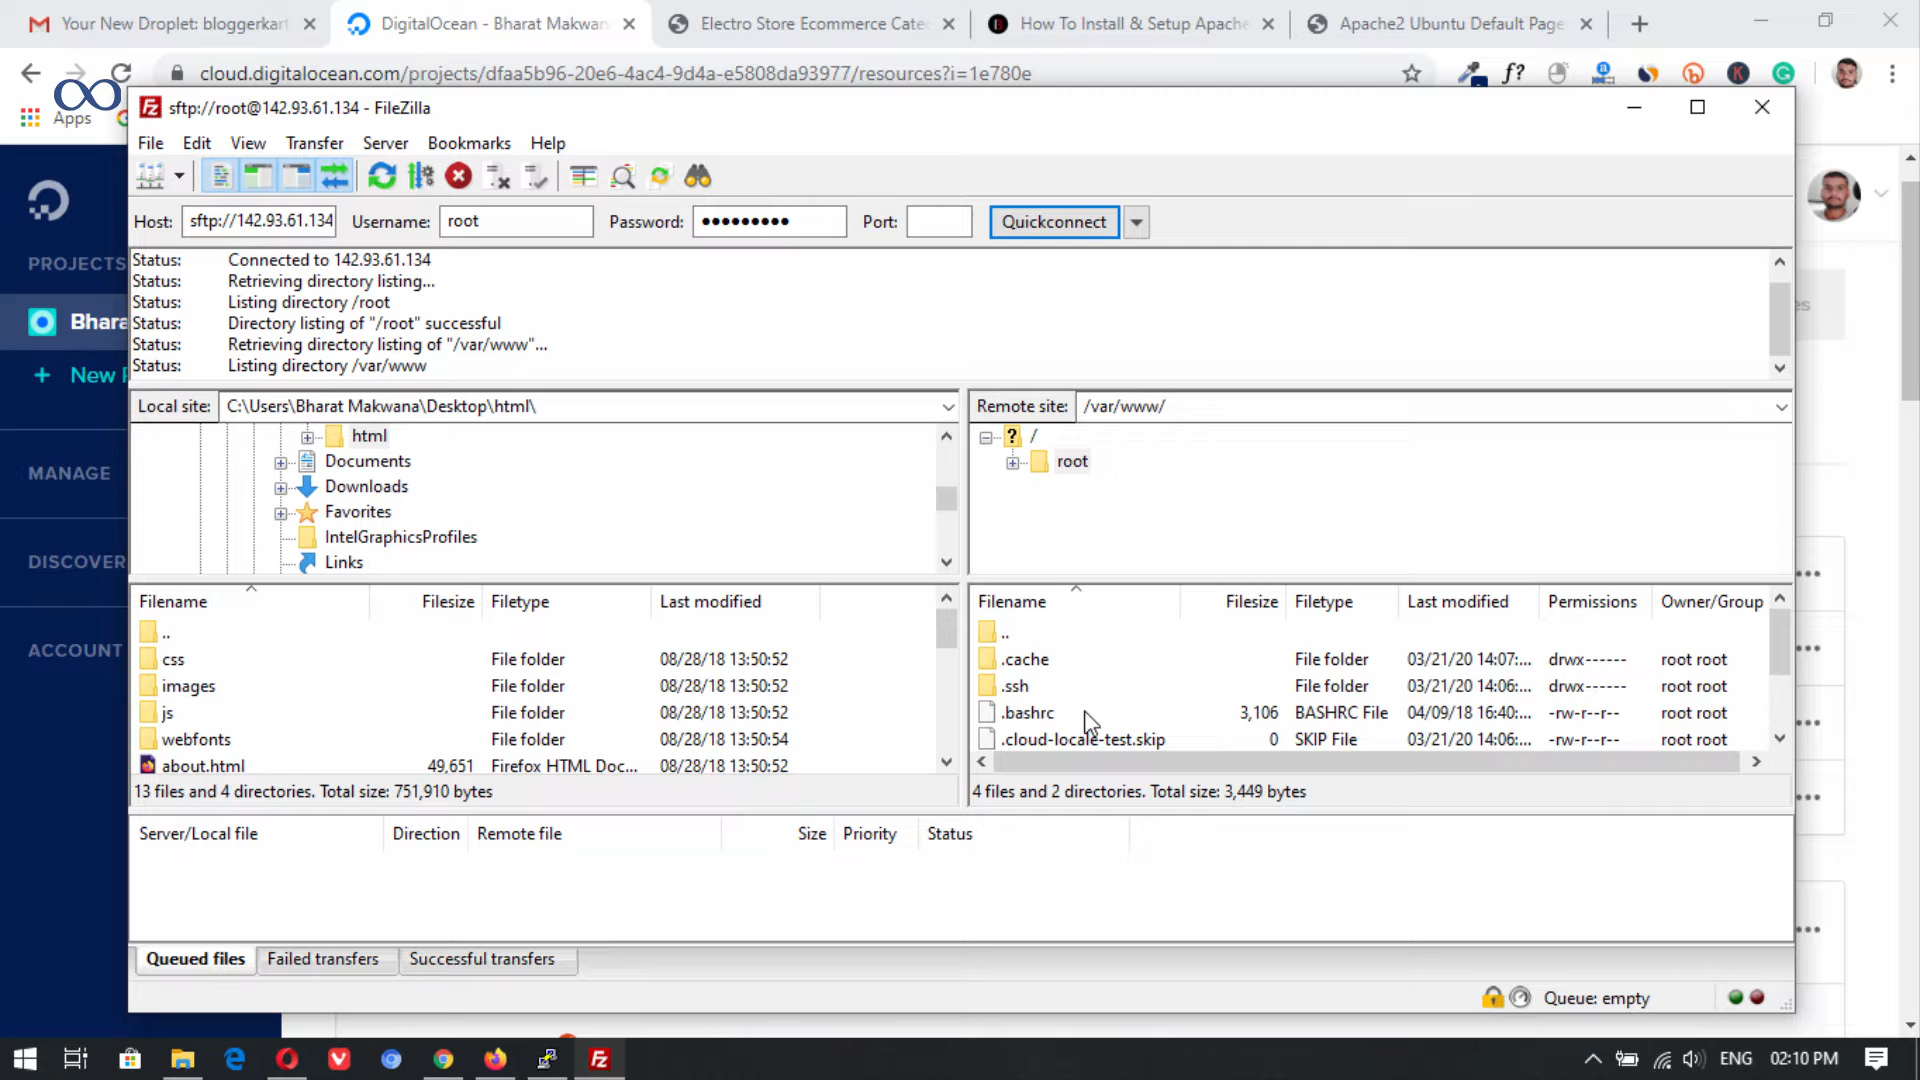 Your New Droplet: bloggerkart
DigitalOcean - Bharat Makwana
Electro Store Ecommerce Cate
How To Install & Setup Apache
Apache2 Ubuntu Default Page
cloud.digitalocean.com/projects/dfaa5b96-20e6-4ac4-9d4a-e5808da93977/resources?i=1e780e
f?
Apps
sftp://root@142.93.61.134 - FileZilla
File Edit View Transfer Server Bookmarks Help
Host: sftp://142.93.61.134 Username: root Password: ●●●●●●●●● Port: Quickconnect
PROJECTS
Bhara
New
MANAGE
DISCOVER
ACCOUNT
Status: Connected to 142.93.61.134
Status: Retrieving directory listing...
Status: Listing directory /root
Status: Directory listing of "/root" successful
Status: Retrieving directory listing of "/var/www"...
Status: Listing directory /var/www
Local site: C:\Users\Bharat Makwana\Desktop\html\
html
Documents
Downloads
Favorites
IntelGraphicsProfiles
Links
Remote site: /var/www/
/
root
Filename Filesize Filetype Last modified
..
css File folder 08/28/18 13:50:52
images File folder 08/28/18 13:50:52
js File folder 08/28/18 13:50:52
webfonts File folder 08/28/18 13:50:54
about.html 49,651 Firefox HTML Doc... 08/28/18 13:50:52
13 files and 4 directories. Total size: 751,910 bytes
Filename Filesize Filetype Last modified Permissions Owner/Group
..
.cache File folder 03/21/20 14:07:... drwx------ root root
.ssh File folder 03/21/20 14:06:... drwx------ root root
.bashrc 3,106 BASHRC File 04/09/18 16:40:... -rw-r--r-- root root
.cloud-locale-test.skip 0 SKIP File 03/21/20 14:06:... -rw-r--r-- root root
4 files and 2 directories. Total size: 3,449 bytes
Server/Local file Direction Remote file Size Priority Status
Queued files Failed transfers Successful transfers
Queue: empty
ENG 02:10 PM